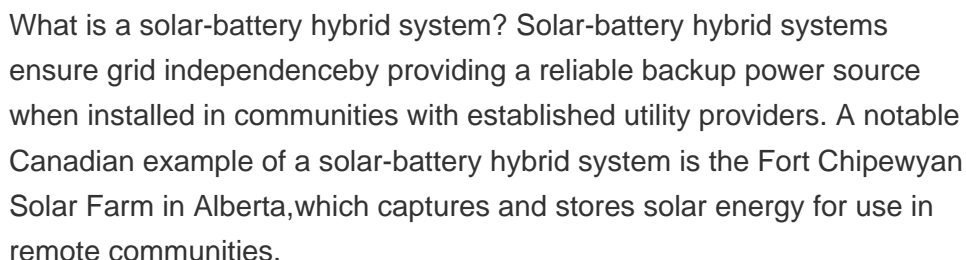 What is a solar-battery hybrid system? Solar-battery hybrid systems
ensure grid independenceby providing a reliable backup power source
when installed in communities with established utility providers. A notable
Canadian example of a solar-battery hybrid system is the Fort Chipewyan
Solar Farm in Alberta,which captures and stores solar energy for use in
remote communities.